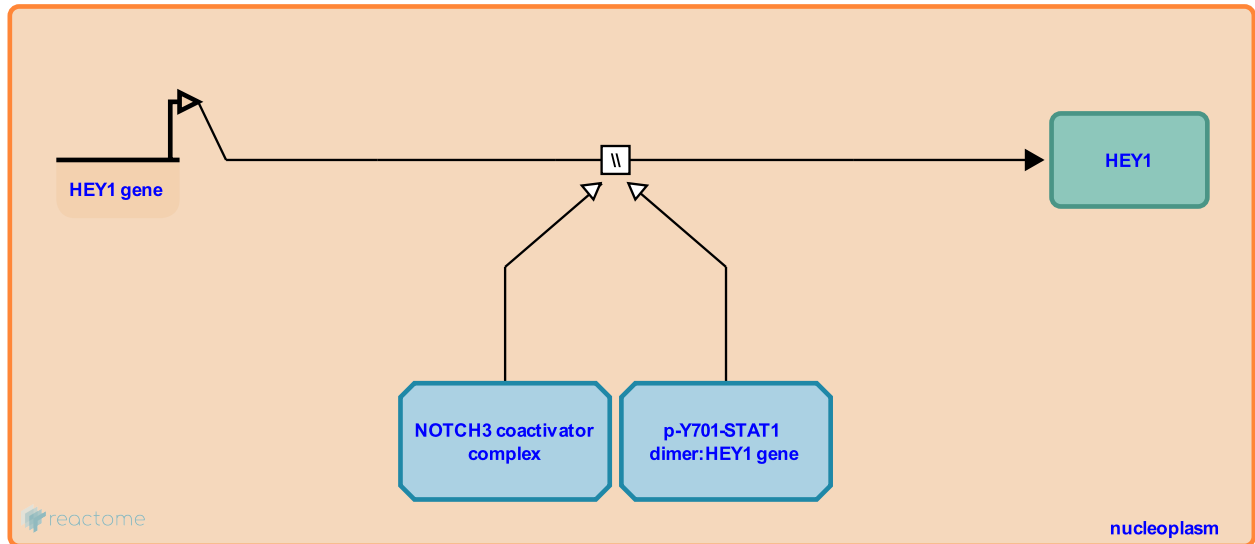 HEY1 gene
\\
HEY1
NOTCH3 coactivator
complex
p-Y701-STAT1
dimer:HEY1 gene
reactome
nucleoplasm